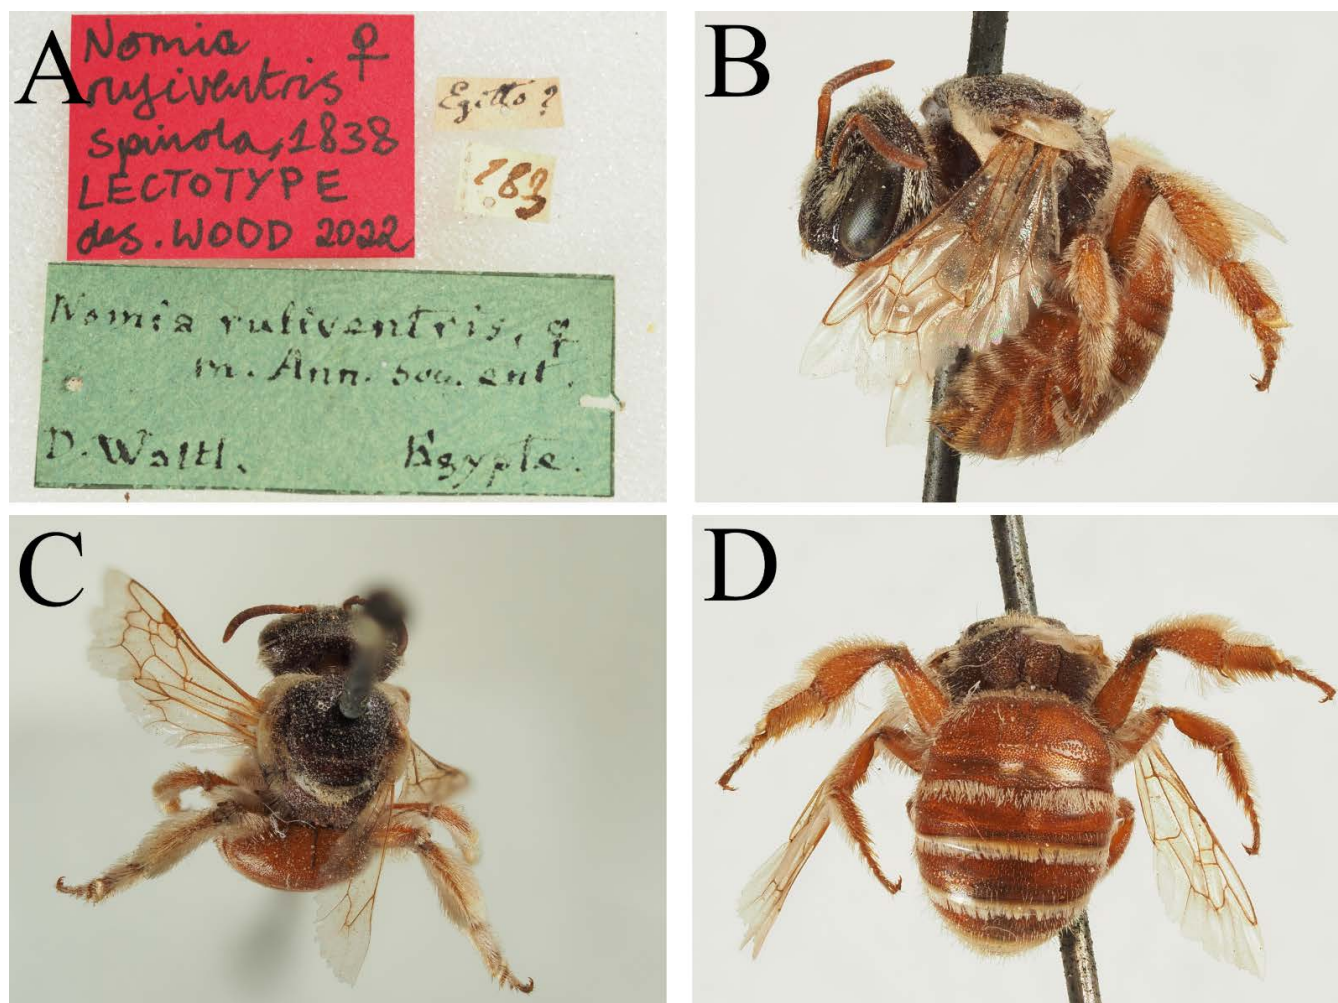 A
Nomia ♀
rufiventris
Spinola, 1838
LECTOTYPE
des. WOOD 2022
Egitto?
183
Nomia rufiventris, ♀
m. Ann. soc. ent.
D. Waltl. Egypte.
B
C
D